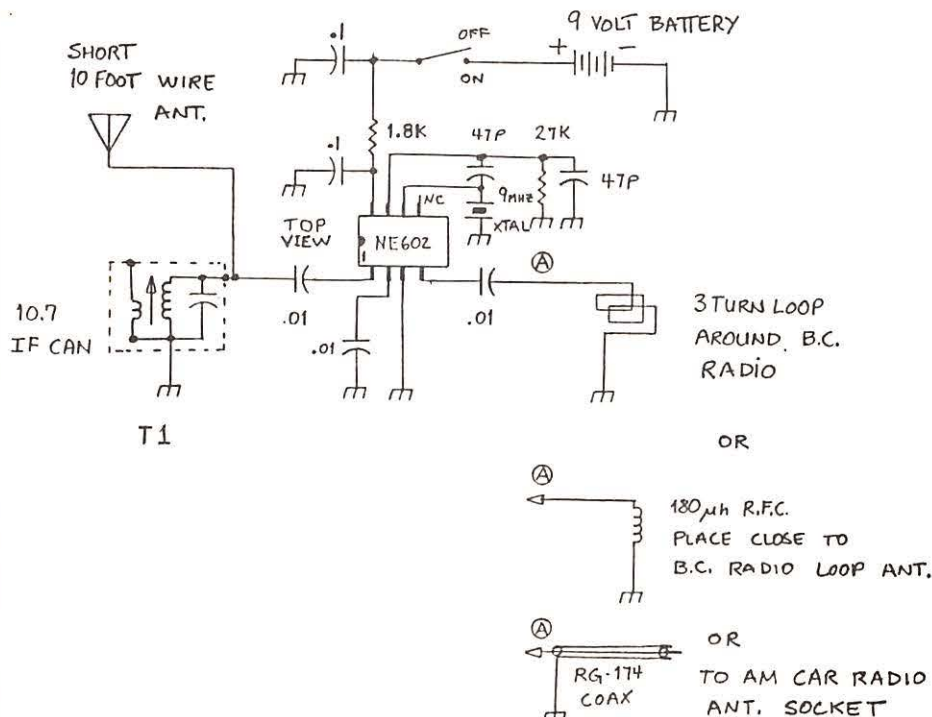 9 VOLT BATTERY
.1
OFF
+
-
ON
SHORT
10 FOOT WIRE
ANT.
1.8K
47P
27K
.1
47P
NC
9MHZ
XTAL
TOP
VIEW
NE602
1
A
10.7
IF CAN
.01
.01
.01
3 TURN LOOP
AROUND B.C.
RADIO
T1
OR
A
180μh R.F.C.
PLACE CLOSE TO
B.C. RADIO LOOP ANT.
A
OR
RG-174
COAX
TO AM CAR RADIO
ANT. SOCKET